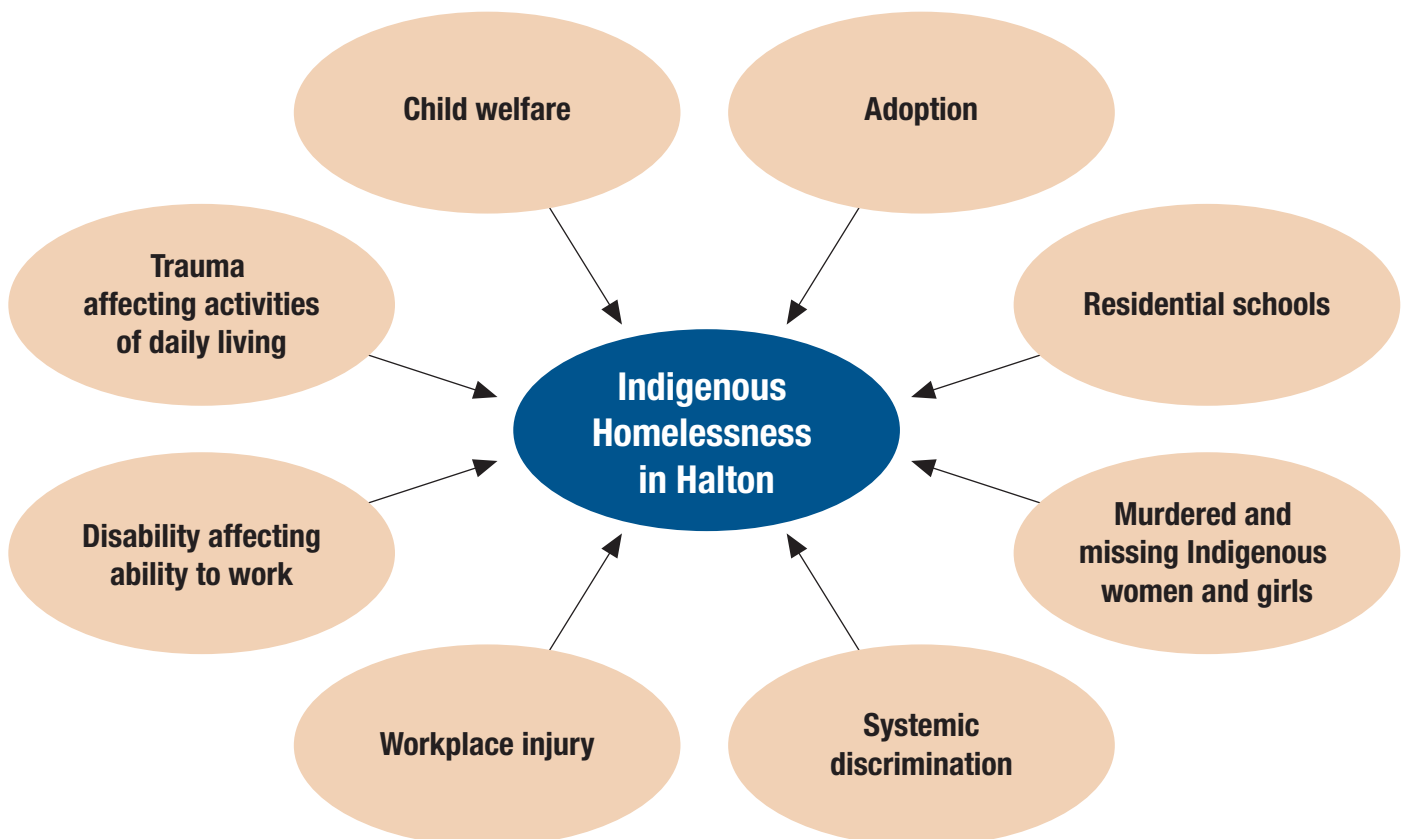 Child welfare
Adoption
Trauma
affecting activities
of daily living
Residential schools
Indigenous
Homelessness
in Halton
Disability affecting
ability to work
Murdered and
missing Indigenous
women and girls
Workplace injury
Systemic
discrimination